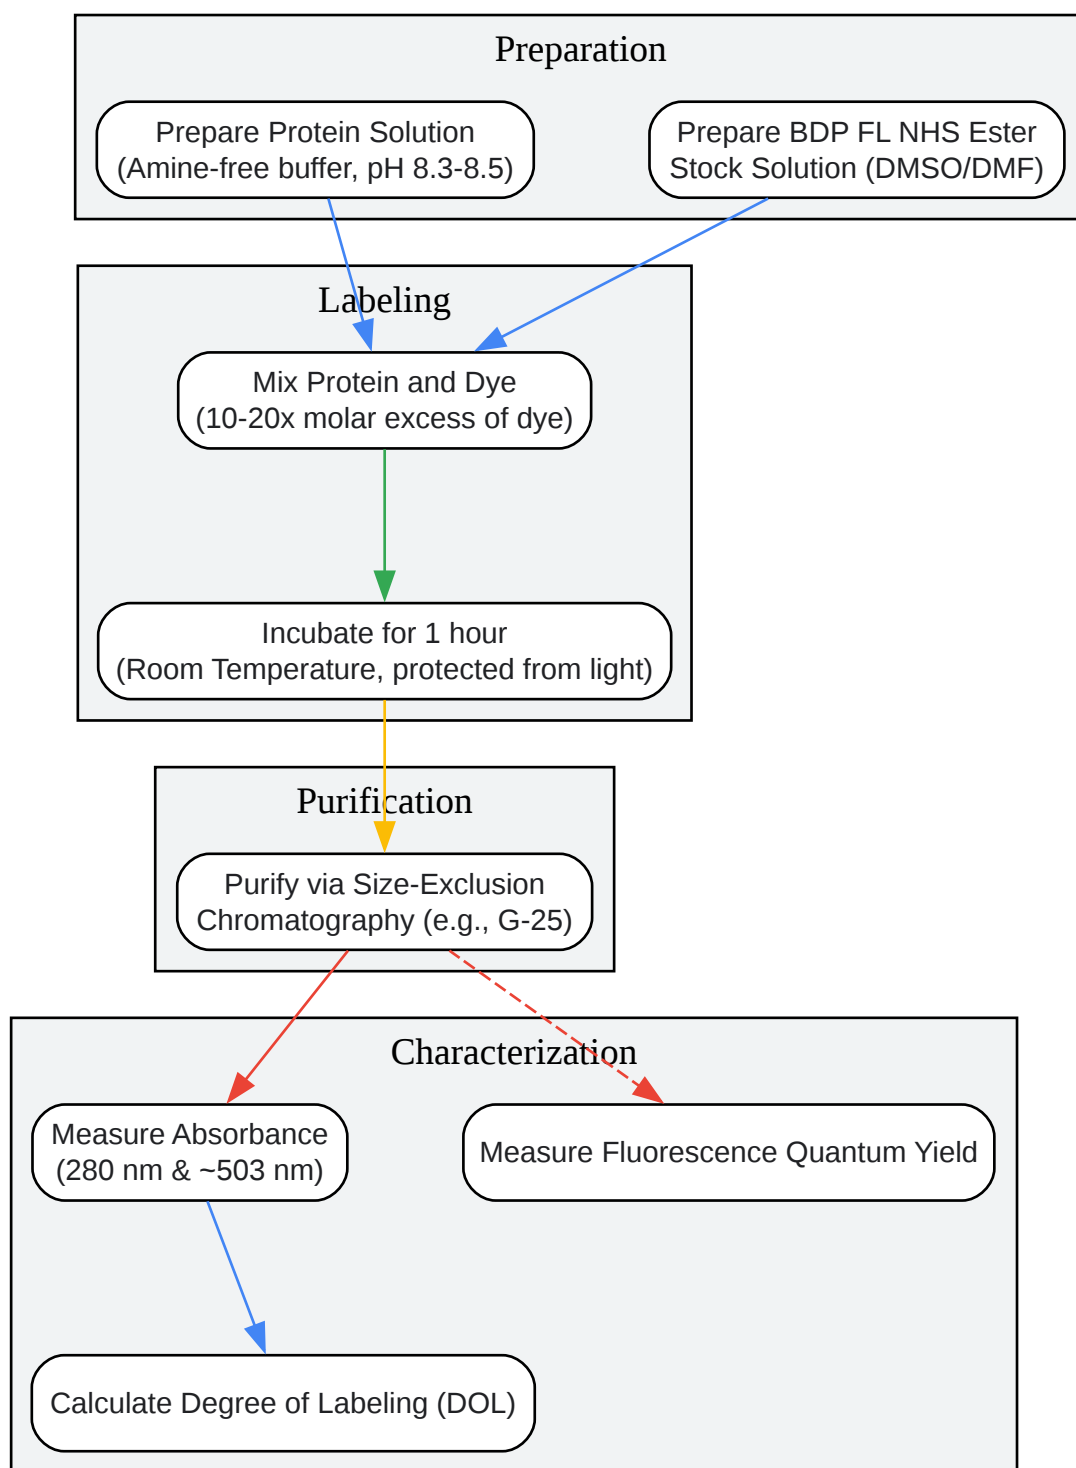 Preparation
Prepare Protein Solution
(Amine-free buffer, pH 8.3-8.5)
Prepare BDP FL NHS Ester
Stock Solution (DMSO/DMF)
Labeling
Mix Protein and Dye
(10-20x molar excess of dye)
Incubate for 1 hour
(Room Temperature, protected from light)
Purification
Purify via Size-Exclusion
Chromatography (e.g., G-25)
Characterization
Measure Absorbance
(280 nm & ~503 nm)
Measure Fluorescence Quantum Yield
Calculate Degree of Labeling (DOL)